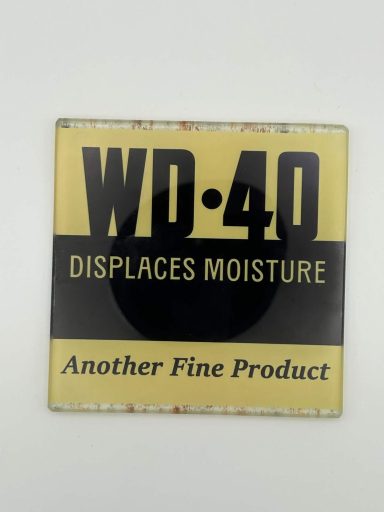 WD•40
DISPLACES MOISTURE
Another Fine Product